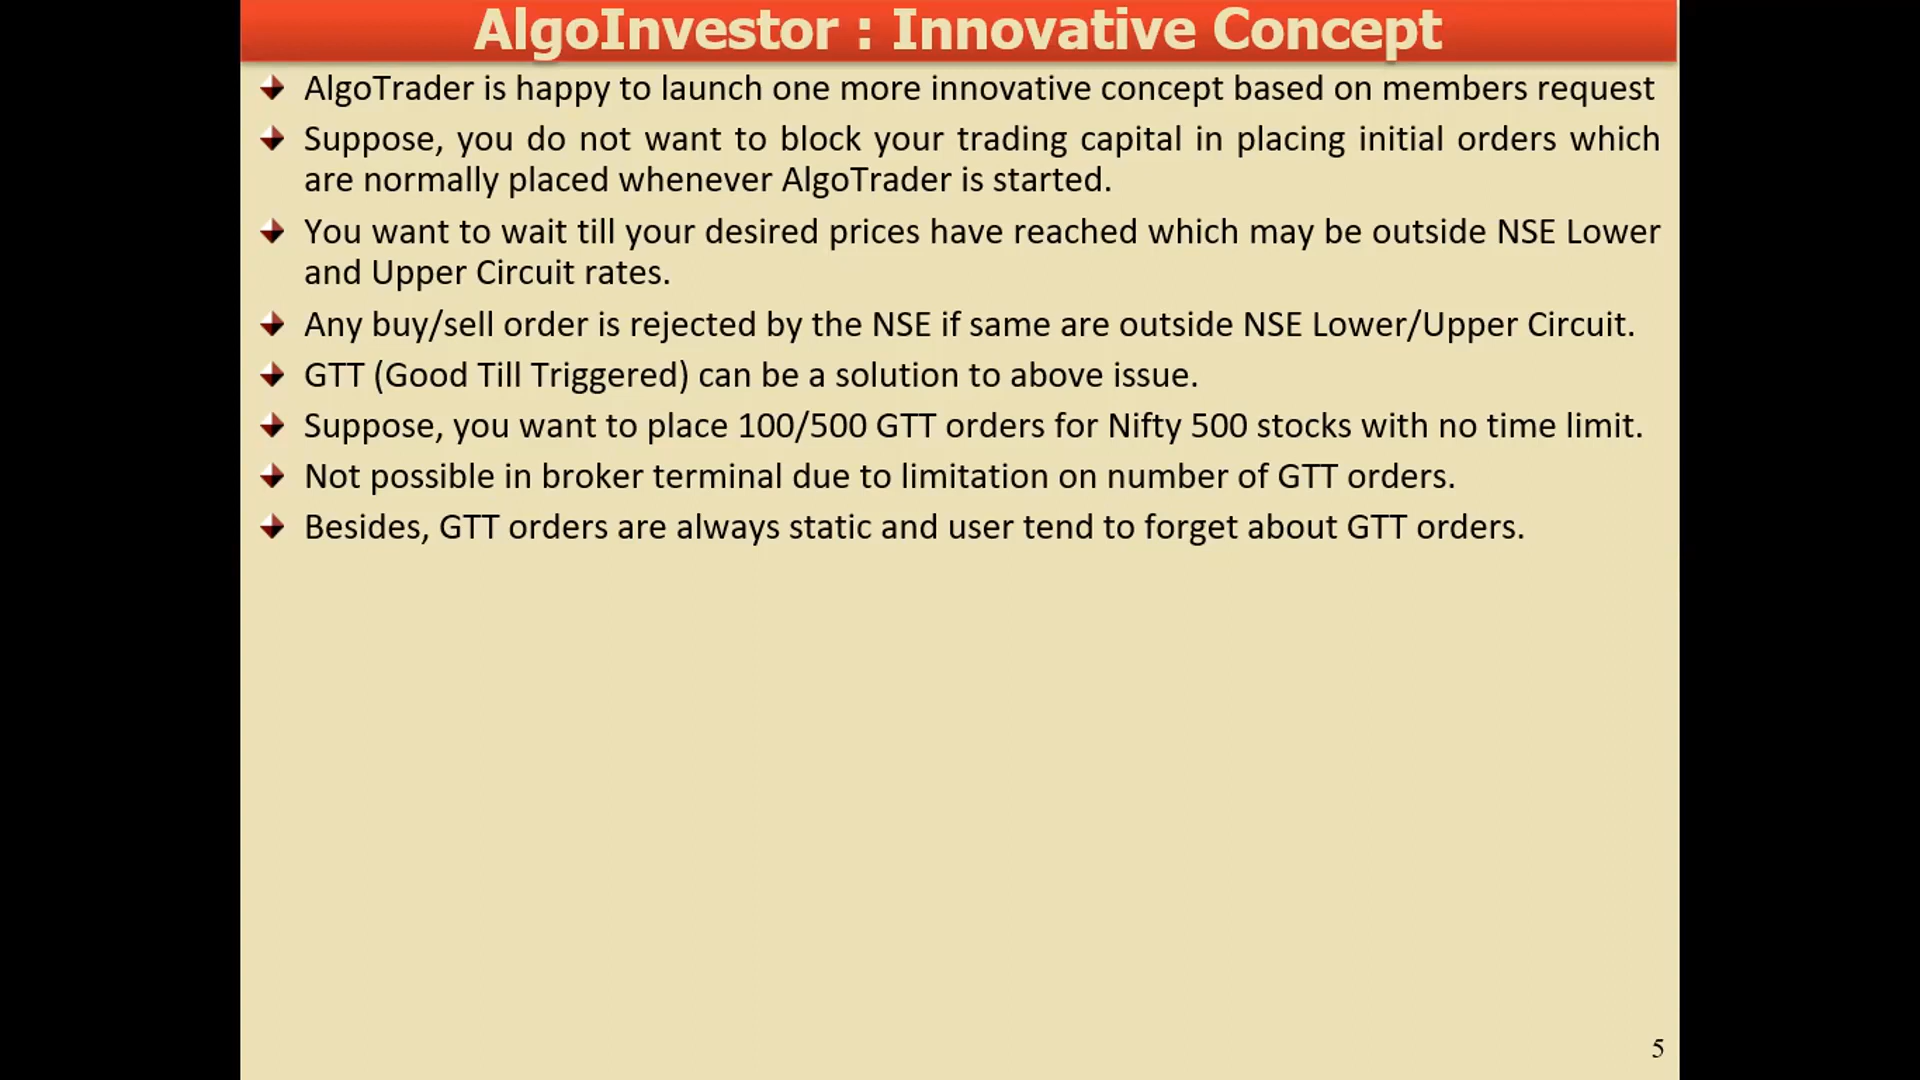 AlgoInvestor : Innovative Concept
AlgoTrader is happy to launch one more innovative concept based on members request
Suppose, you do not want to block your trading capital in placing initial orders which
are normally placed whenever AlgoTrader is started.
You want to wait till your desired prices have reached which may be outside NSE Lower
and Upper Circuit rates.
Any buy/sell order is rejected by the NSE if same are outside NSE Lower/Upper Circuit.
GTT (Good Till Triggered) can be a solution to above issue.
Suppose, you want to place 100/500 GTT orders for Nifty 500 stocks with no time limit.
Not possible in broker terminal due to limitation on number of GTT orders.
Besides, GTT orders are always static and user tend to forget about GTT orders.
5